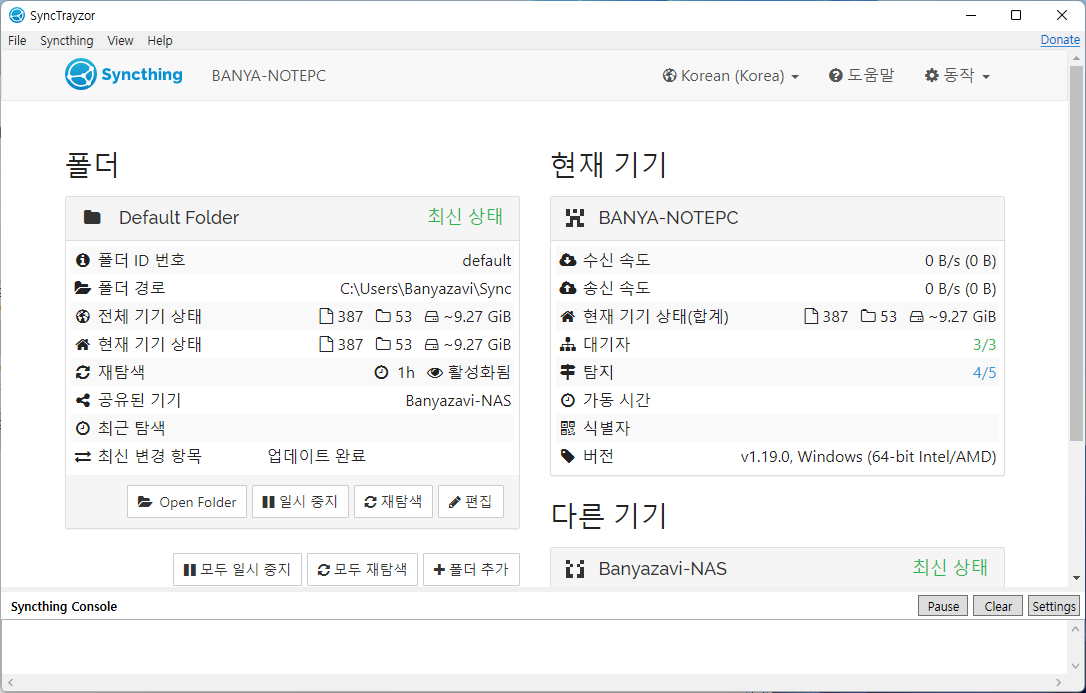 SyncTrayzor
File Syncthing View Help Donate
Syncthing BANYA-NOTEPC Korean (Korea) 도움말 동작
폴더
Default Folder 최신 상태
폴더 ID 번호 default
폴더 경로 C:\Users\Banyazavi\Sync
전체 기기 상태 387 53 ~9.27 GiB
현재 기기 상태 387 53 ~9.27 GiB
재탐색 1h 활성화됨
공유된 기기 Banyazavi-NAS
최근 탐색
최신 변경 항목 업데이트 완료
Open Folder 일시 중지 재탐색 편집
모두 일시 중지 모두 재탐색 폴더 추가
현재 기기
BANYA-NOTEPC
수신 속도 0 B/s (0 B)
송신 속도 0 B/s (0 B)
현재 기기 상태(합계) 387 53 ~9.27 GiB
대기자 3/3
탐지 4/5
가동 시간
식별자
버전 v1.19.0, Windows (64-bit Intel/AMD)
다른 기기
Banyazavi-NAS 최신 상태
Syncthing Console Pause Clear Settings